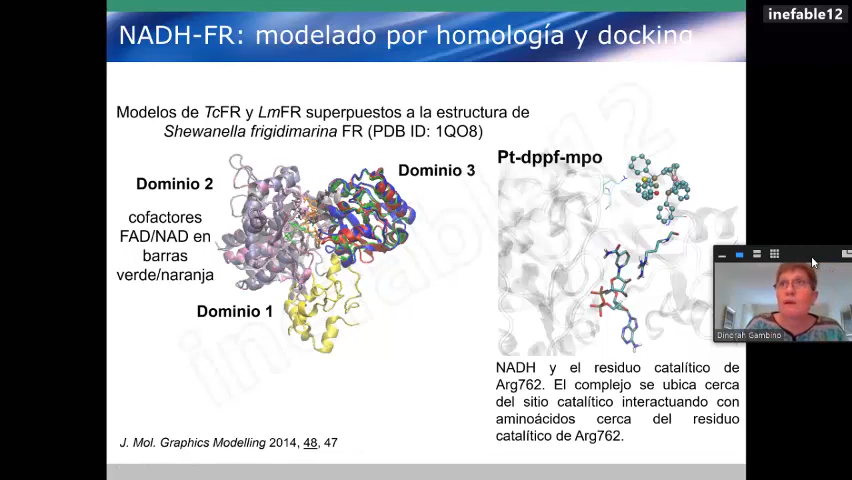 inefable12
NADH-FR: modelado por homología y docking
Modelos de TcFR y LmFR superpuestos a la estructura de
Shewanella frigidimarina FR (PDB ID: 1QO8)
Dominio 2
Dominio 3
cofactores
FAD/NAD en
barras
verde/naranja
Dominio 1
Pt-dppf-mpo
Dinorah Gambino
NADH y el residuo catalítico de
Arg762. El complejo se ubica cerca
del sitio catalítico interactuando con
aminoácidos cerca del residuo
catalítico de Arg762.
J. Mol. Graphics Modelling 2014, 48, 47
inefable12